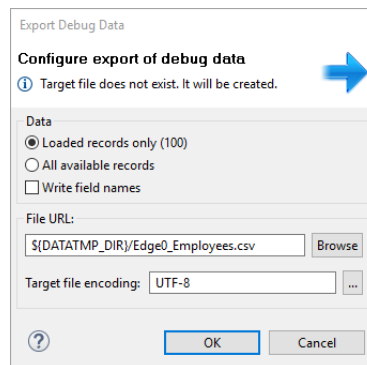 Export Debug Data
Configure export of debug data
Target file does not exist. It will be created.
Data
Loaded records only (100)
All available records
Write field names
File URL:
${DATATMP_DIR}/Edge0_Employees.csv Browse
Target file encoding: UTF-8 ...
? OK Cancel